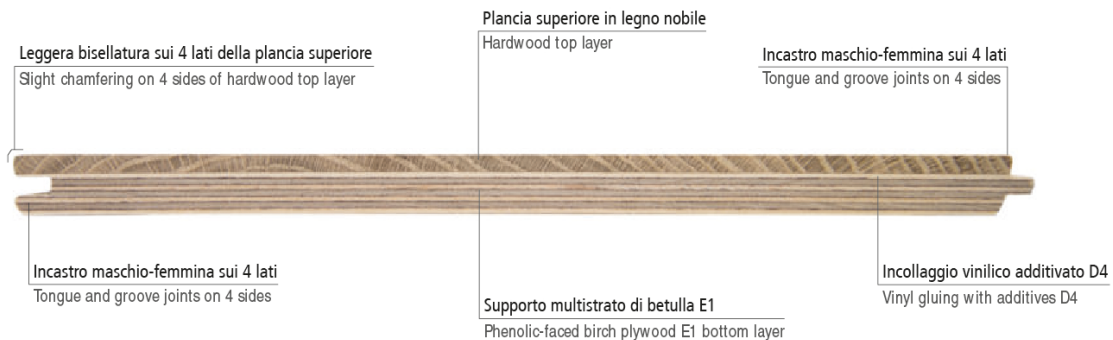 Plancia superiore in legno nobile
Hardwood top layer
Leggera bisellatura sui 4 lati della plancia superiore
Slight chamfering on 4 sides of hardwood top layer
Incastro maschio-femmina sui 4 lati
Tongue and groove joints on 4 sides
Incastro maschio-femmina sui 4 lati
Tongue and groove joints on 4 sides
Supporto multistrato di betulla E1
Phenolic-faced birch plywood E1 bottom layer
Incollaggio vinilico additivato D4
Vinyl gluing with additives D4